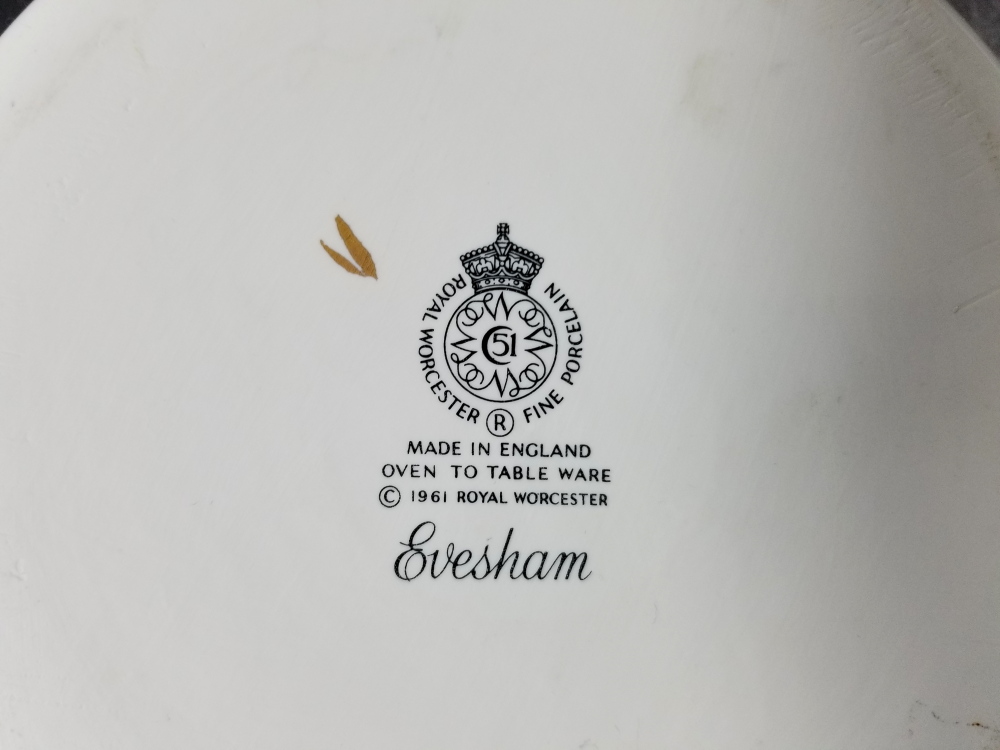 ROYAL WORCESTER ® FINE PORCELAIN
C51
MADE IN ENGLAND
OVEN TO TABLE WARE
© 1961 ROYAL WORCESTER
Evesham